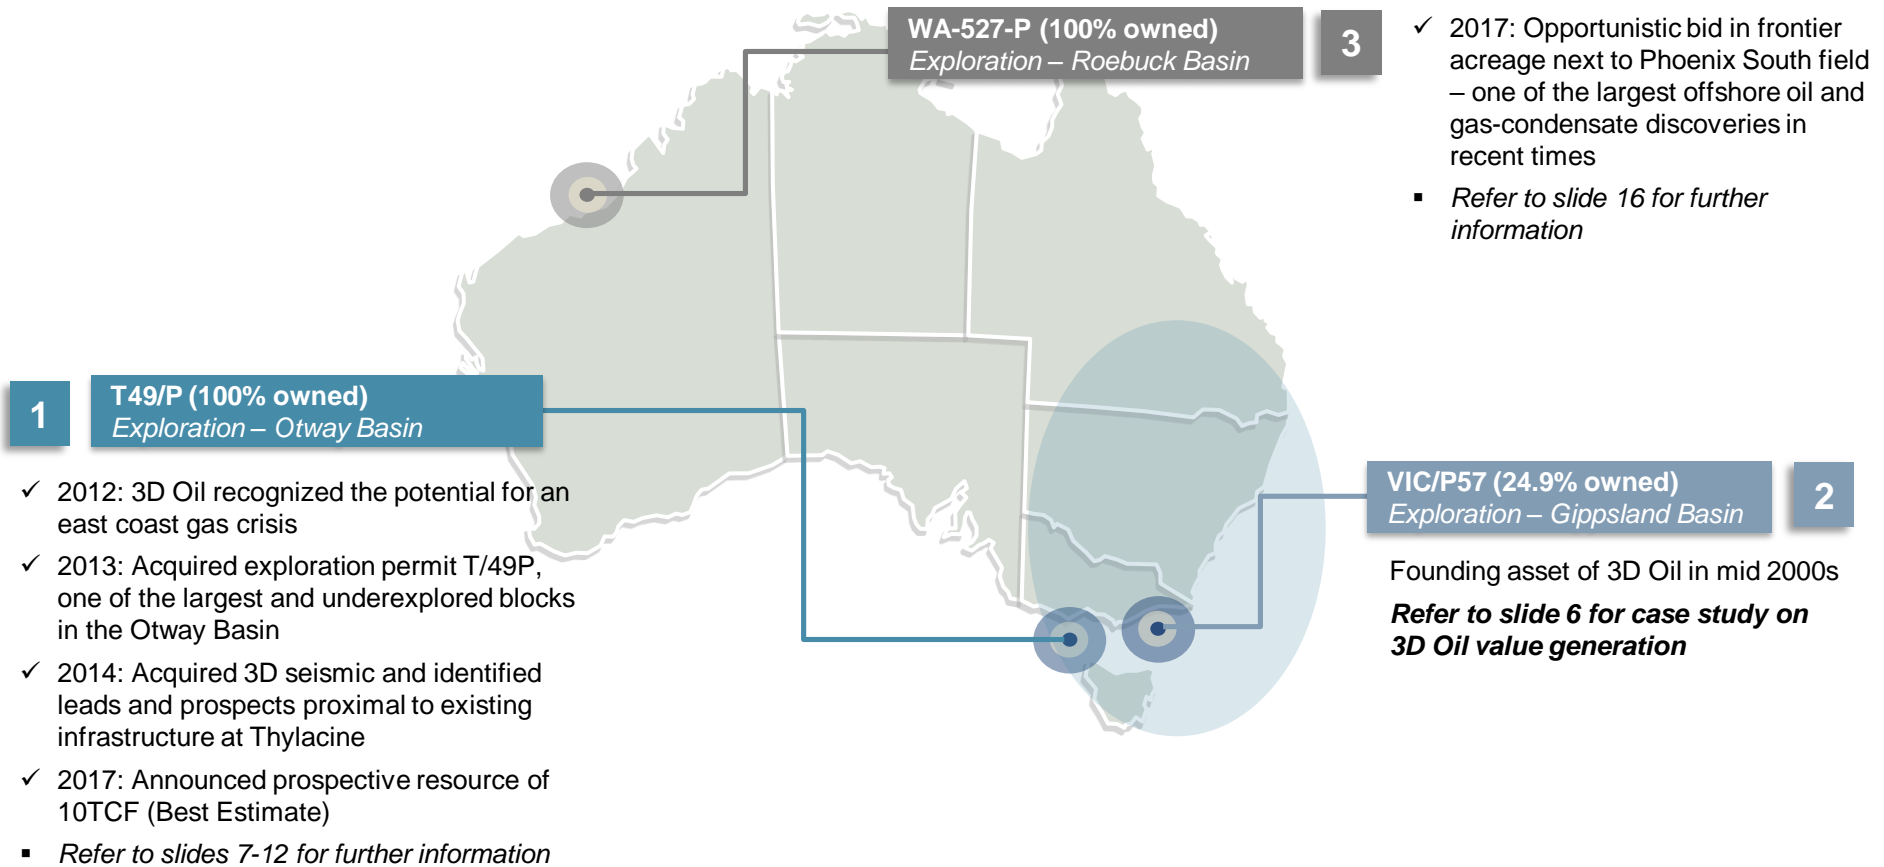 WA-527-P (100% owned)
Exploration – Roebuck Basin
3
✓ 2017: Opportunistic bid in frontier
acreage next to Phoenix South field
– one of the largest offshore oil and
gas-condensate discoveries in
recent times
▪ Refer to slide 16 for further
information
1
T49/P (100% owned)
Exploration – Otway Basin
✓ 2012: 3D Oil recognized the potential for an
east coast gas crisis
✓ 2013: Acquired exploration permit T/49P,
one of the largest and underexplored blocks
in the Otway Basin
✓ 2014: Acquired 3D seismic and identified
leads and prospects proximal to existing
infrastructure at Thylacine
✓ 2017: Announced prospective resource of
10TCF (Best Estimate)
▪ Refer to slides 7-12 for further information
VIC/P57 (24.9% owned)
Exploration – Gippsland Basin
2
Founding asset of 3D Oil in mid 2000s
Refer to slide 6 for case study on
3D Oil value generation